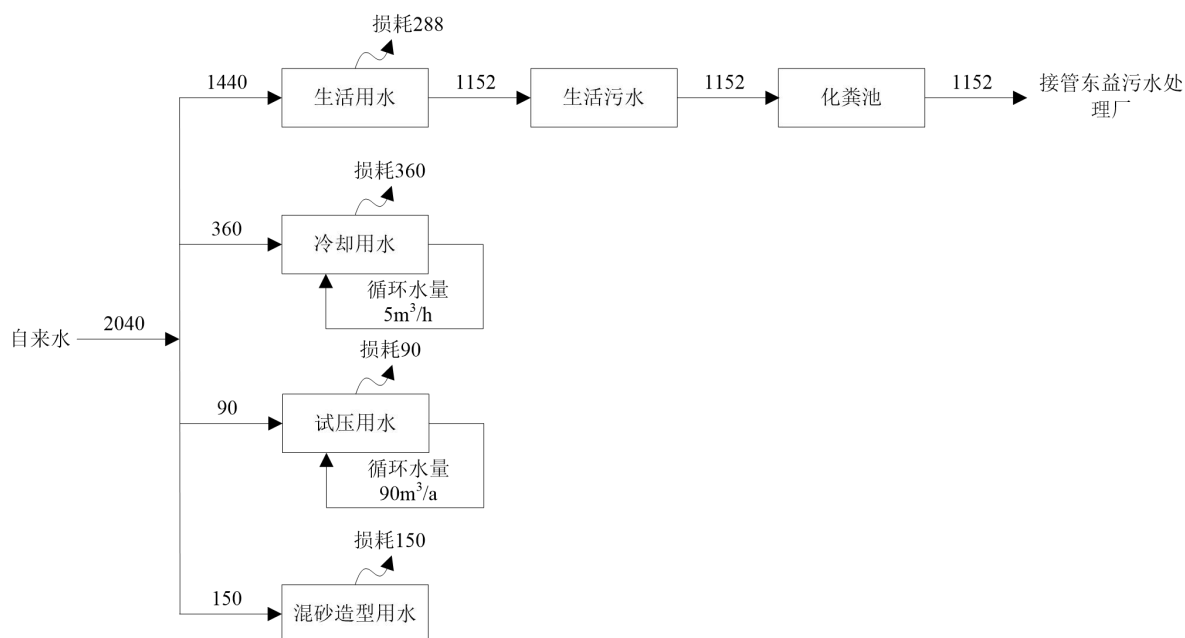 损耗288
1440
生活用水
1152
生活污水
1152
化粪池
1152
接管东益污水处
理厂
损耗360
360
冷却用水
循环水量
5m³/h
自来水
2040
损耗90
90
试压用水
循环水量
90m³/a
损耗150
150
混砂造型用水